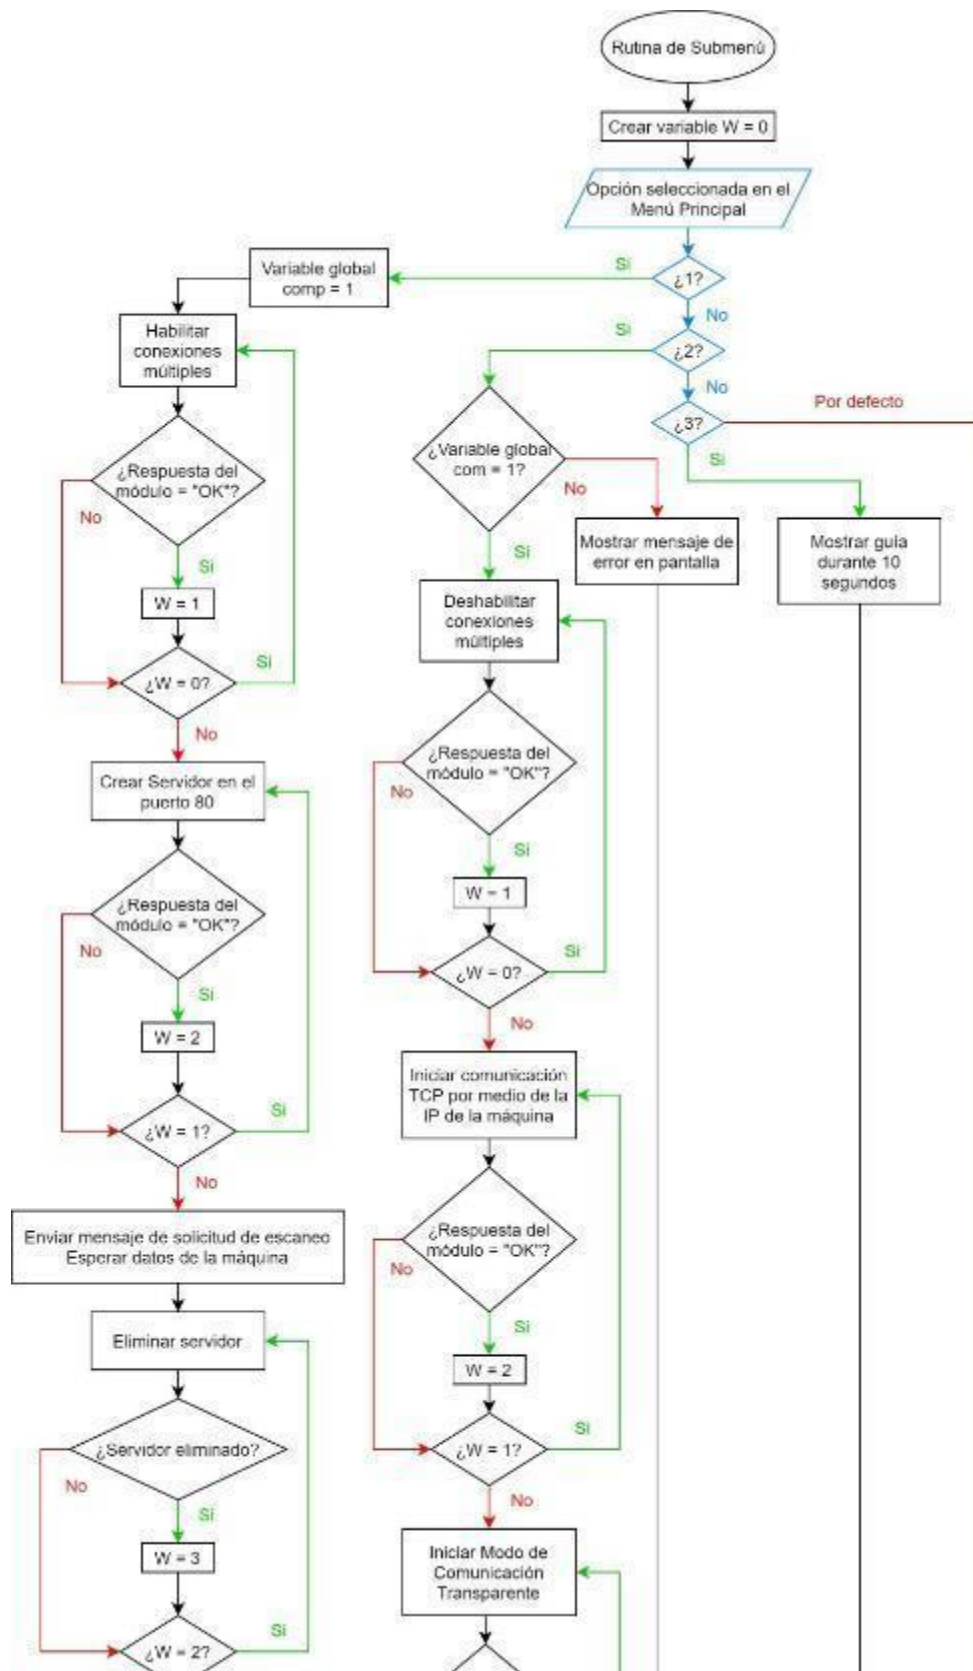 Rutina de Submenú
Crear variable W = 0
Opción seleccionada en el
Menú Principal
¿1?
Si
No
Variable global
comp = 1
Habilitar
conexiones
múltiples
¿Respuesta del
módulo = "OK"?
No
Si
W = 1
¿W = 0?
Si
No
Crear Servidor en el
puerto 80
¿Respuesta del
módulo = "OK"?
No
Si
W = 2
¿W = 1?
Si
No
Enviar mensaje de solicitud de escaneo
Esperar datos de la máquina
Eliminar servidor
¿Servidor eliminado?
No
Si
W = 3
¿W = 2?
Si
¿2?
Si
No
¿Variable global
com = 1?
No
Mostrar mensaje de
error en pantalla
Si
Deshabilitar
conexiones
múltiples
¿Respuesta del
módulo = "OK"?
No
Si
W = 1
¿W = 0?
Si
No
Iniciar comunicación
TCP por medio de la
IP de la máquina
¿Respuesta del
módulo = "OK"?
No
Si
W = 2
¿W = 1?
Si
No
Iniciar Modo de
Comunicación
Transparente
¿3?
Por defecto
Si
Mostrar guía
durante 10
segundos